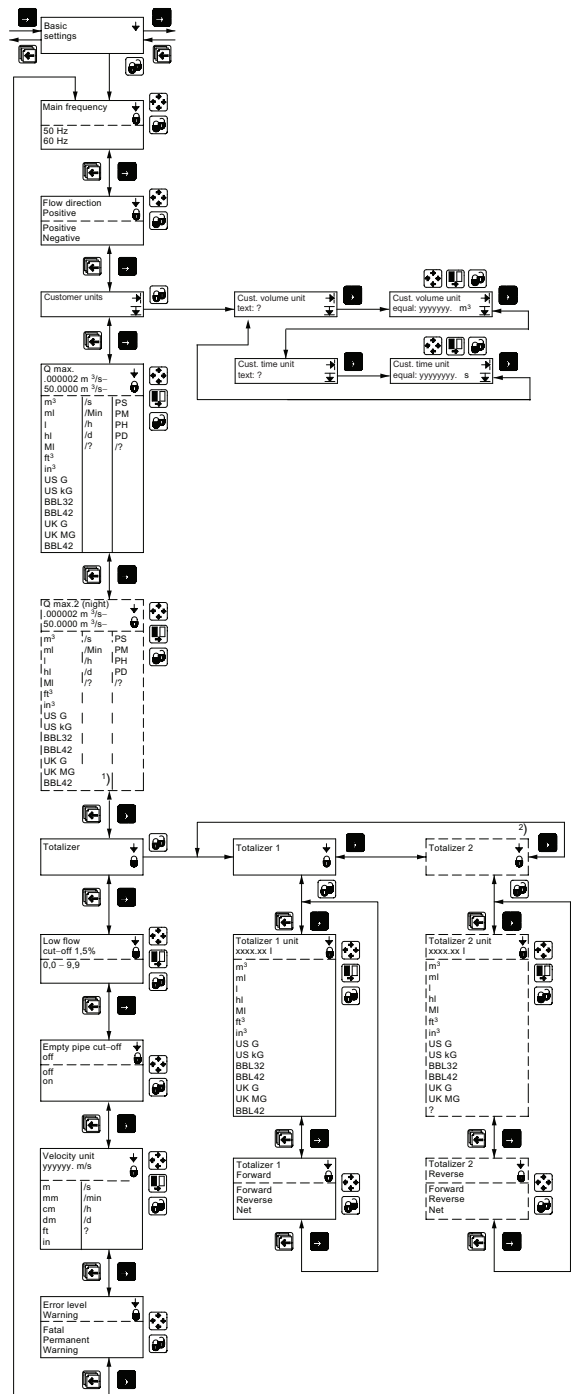 Basic
settings
Main frequency
50 Hz
60 Hz
Flow direction
Positive
Positive
Negative
Customer units
Cust. volume unit
text: ?
Cust. volume unit
equal: yyyyyyy. m³
Cust. time unit
text: ?
Cust. time unit
equal: yyyyyyyy. s
Q max.
.000002 m ³/s–
50.0000 m ³/s–
m³ /s PS
ml /Min PM
l /h PH
hl /d PD
Ml /? /?
ft³
in³
US G
US kG
BBL32
BBL42
UK G
UK MG
BBL42
Q max.2 (night)
.000002 m ³/s–
50.0000 m ³/s–
m³ /s PS
ml /Min PM
l /h PH
hl /d PD
Ml /? /?
ft³
in³
US G
US kG
BBL32
BBL42
UK G
UK MG
BBL42 1)
Totalizer
Totalizer 1
2)
Totalizer 2
Low flow
cut–off 1,5%
0,0 – 9,9
Totalizer 1 unit
xxxx.xx l
m³
ml
l
hl
Ml
ft³
in³
US G
US kG
BBL32
BBL42
UK G
UK MG
BBL42
Totalizer 2 unit
xxxx.xx l
m³
ml
l
hl
Ml
ft³
in³
US G
US kG
BBL32
BBL42
UK G
UK MG
?
Empty pipe cut–off
off
off
on
Velocity unit
yyyyyy. m/s
m /s
mm /min
cm /h
dm /d
ft ?
in
Totalizer 1
Forward
Forward
Reverse
Net
Totalizer 2
Reverse
Forward
Reverse
Net
Error level
Warning
Fatal
Permanent
Warning